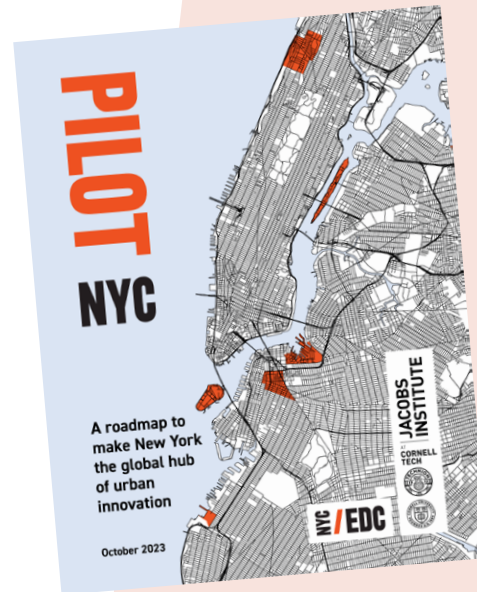 PILOT
NYC
A roadmap to
make New York
the global hub
of urban
innovation
October 2023
NYC / EDC
JACOBS
INSTITUTE
CORNELL
TECH